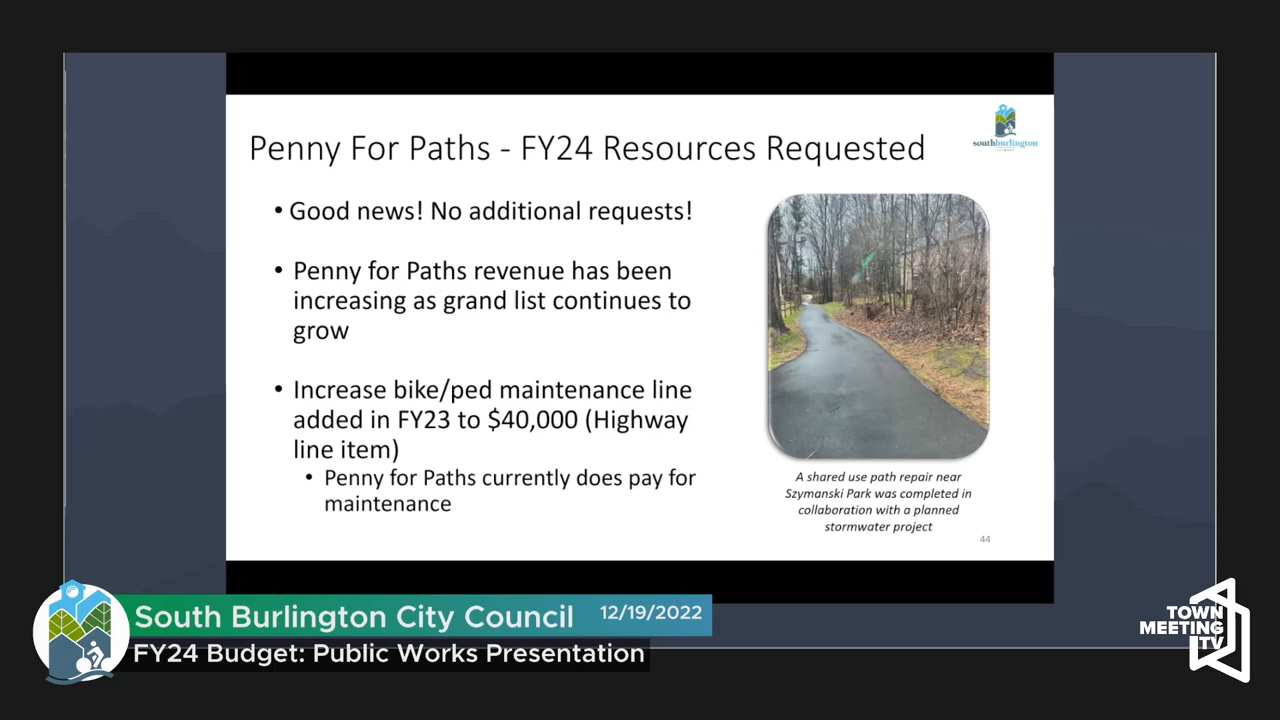 Penny For Paths - FY24 Resources Requested
southburlington
• Good news! No additional requests!
• Penny for Paths revenue has been
increasing as grand list continues to
grow
• Increase bike/ped maintenance line
added in FY23 to $40,000 (Highway
line item)
• Penny for Paths currently does pay for
maintenance
A shared use path repair near
Szymanski Park was completed in
collaboration with a planned
stormwater project
44
South Burlington City Council 12/19/2022
FY24 Budget: Public Works Presentation
TOWN
MEETING
TV